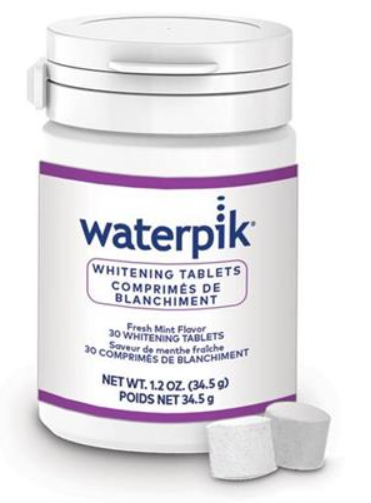 waterpik®
WHITENING TABLETS
COMPRIMÉS DE
BLANCHIMENT
Fresh Mint Flavor
30 WHITENING TABLETS
Saveur de menthe fraîche
30 COMPRIMÉS DE BLANCHIMENT
NET WT. 1.2 OZ. (34.5 g)
POIDS NET 34.5 g